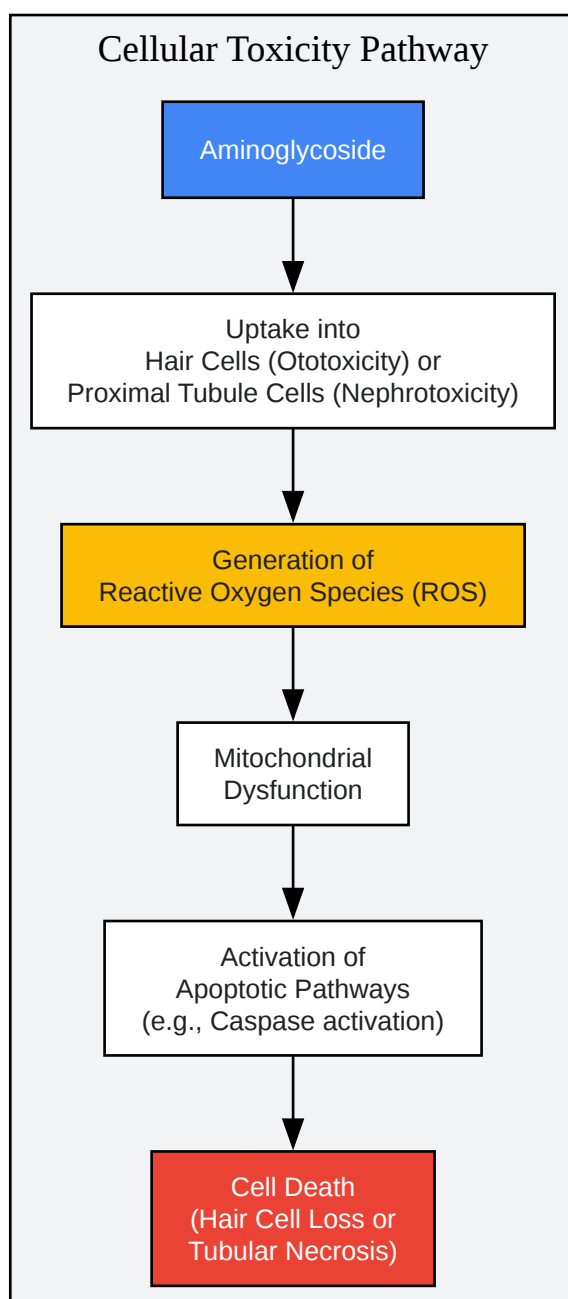 Cellular Toxicity Pathway
Aminoglycoside
Uptake into
Hair Cells (Ototoxicity) or
Proximal Tubule Cells (Nephrotoxicity)
Generation of
Reactive Oxygen Species (ROS)
Mitochondrial
Dysfunction
Activation of
Apoptotic Pathways
(e.g., Caspase activation)
Cell Death
(Hair Cell Loss or
Tubular Necrosis)